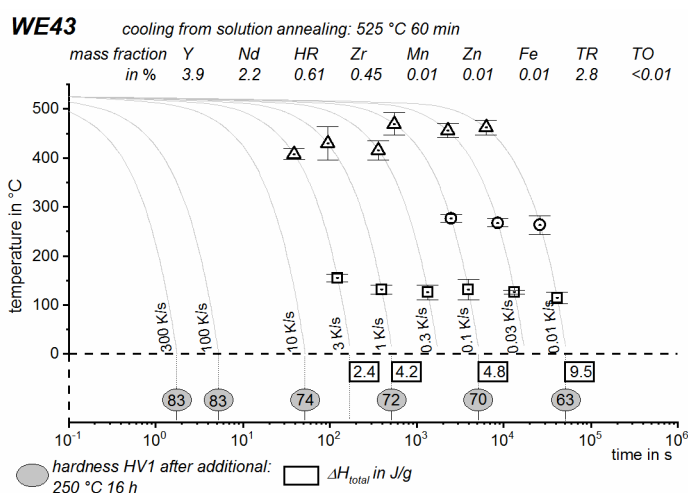 WE43
cooling from solution annealing: 525 °C 60 min
mass fraction Y Nd HR Zr Mn Zn Fe TR TO
in % 3.9 2.2 0.61 0.45 0.01 0.01 0.01 2.8 <0.01
temperature in °C
500
400
300
200
100
0
300 K/s
100 K/s
10 K/s
3 K/s
1 K/s
0.3 K/s
0.1 K/s
0.03 K/s
0.01 K/s
2.4 4.2 4.8 9.5
83 83 74 72 70 63
10^-1 10^0 10^1 10^2 10^3 10^4 10^5 10^6
time in s
hardness HV1 after additional:
250 °C 16 h
ΔH_total in J/g